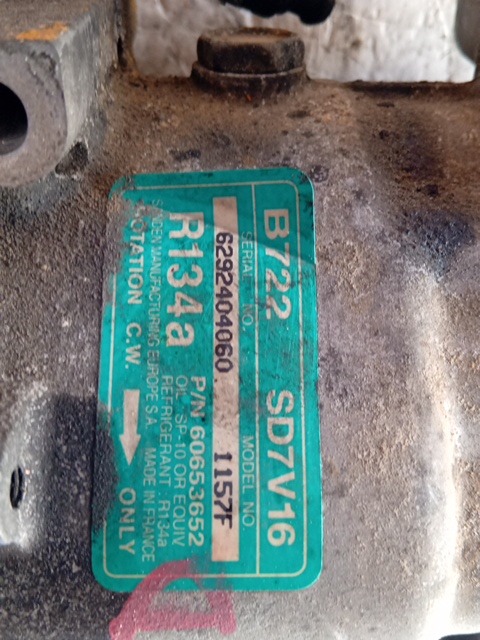 B722 SD7V16
SERIAL NO. MODEL NO
6292404060. 1157F
R134a P/N 60653652
OIL SP-10 OR EQUIV
REFRIGERANT R134a
SANDEN MANUFACTURING EUROPE S.A. MADE IN FRANCE
ROTATION C.W. ONLY